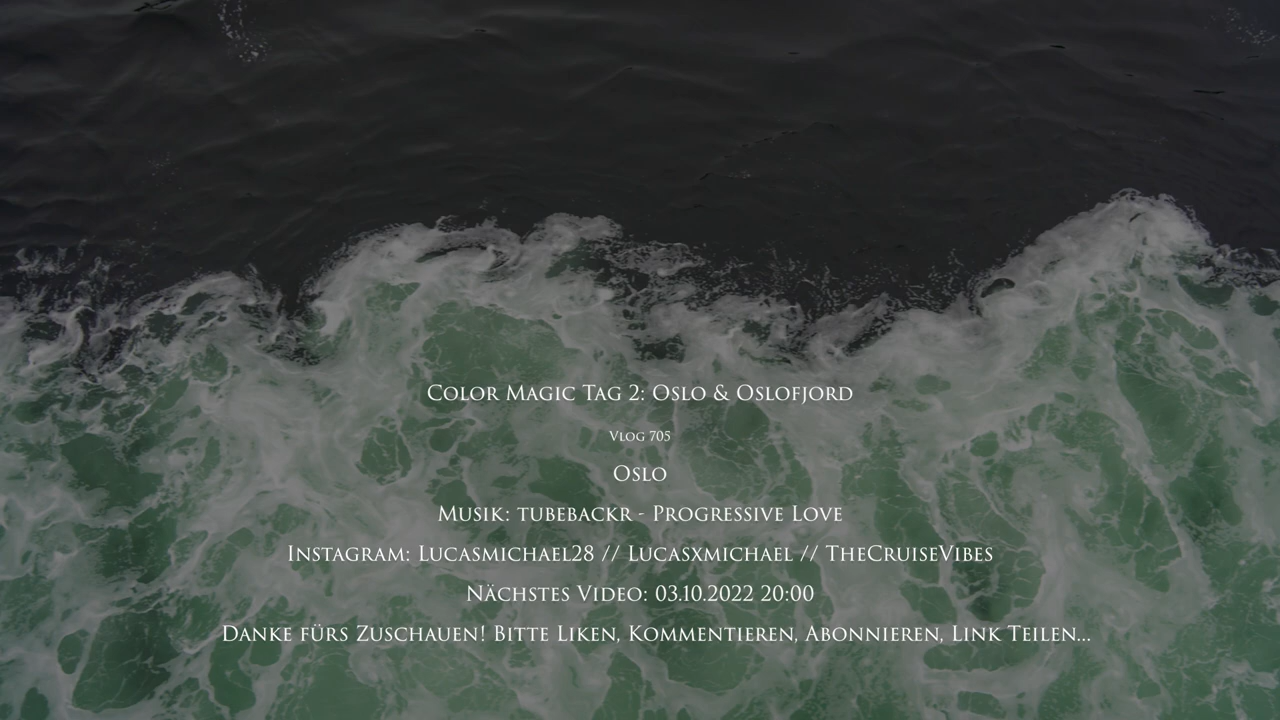 Color Magic Tag 2: Oslo & Oslofjord
Vlog 705
Oslo
Musik: tubebackr - Progressive Love
Instagram: Lucasmichael28 // Lucasxmichael // TheCruiseVibes
Nächstes Video: 03.10.2022 20:00
Danke fürs Zuschauen! Bitte Liken, Kommentieren, Abonnieren, Link Teilen...